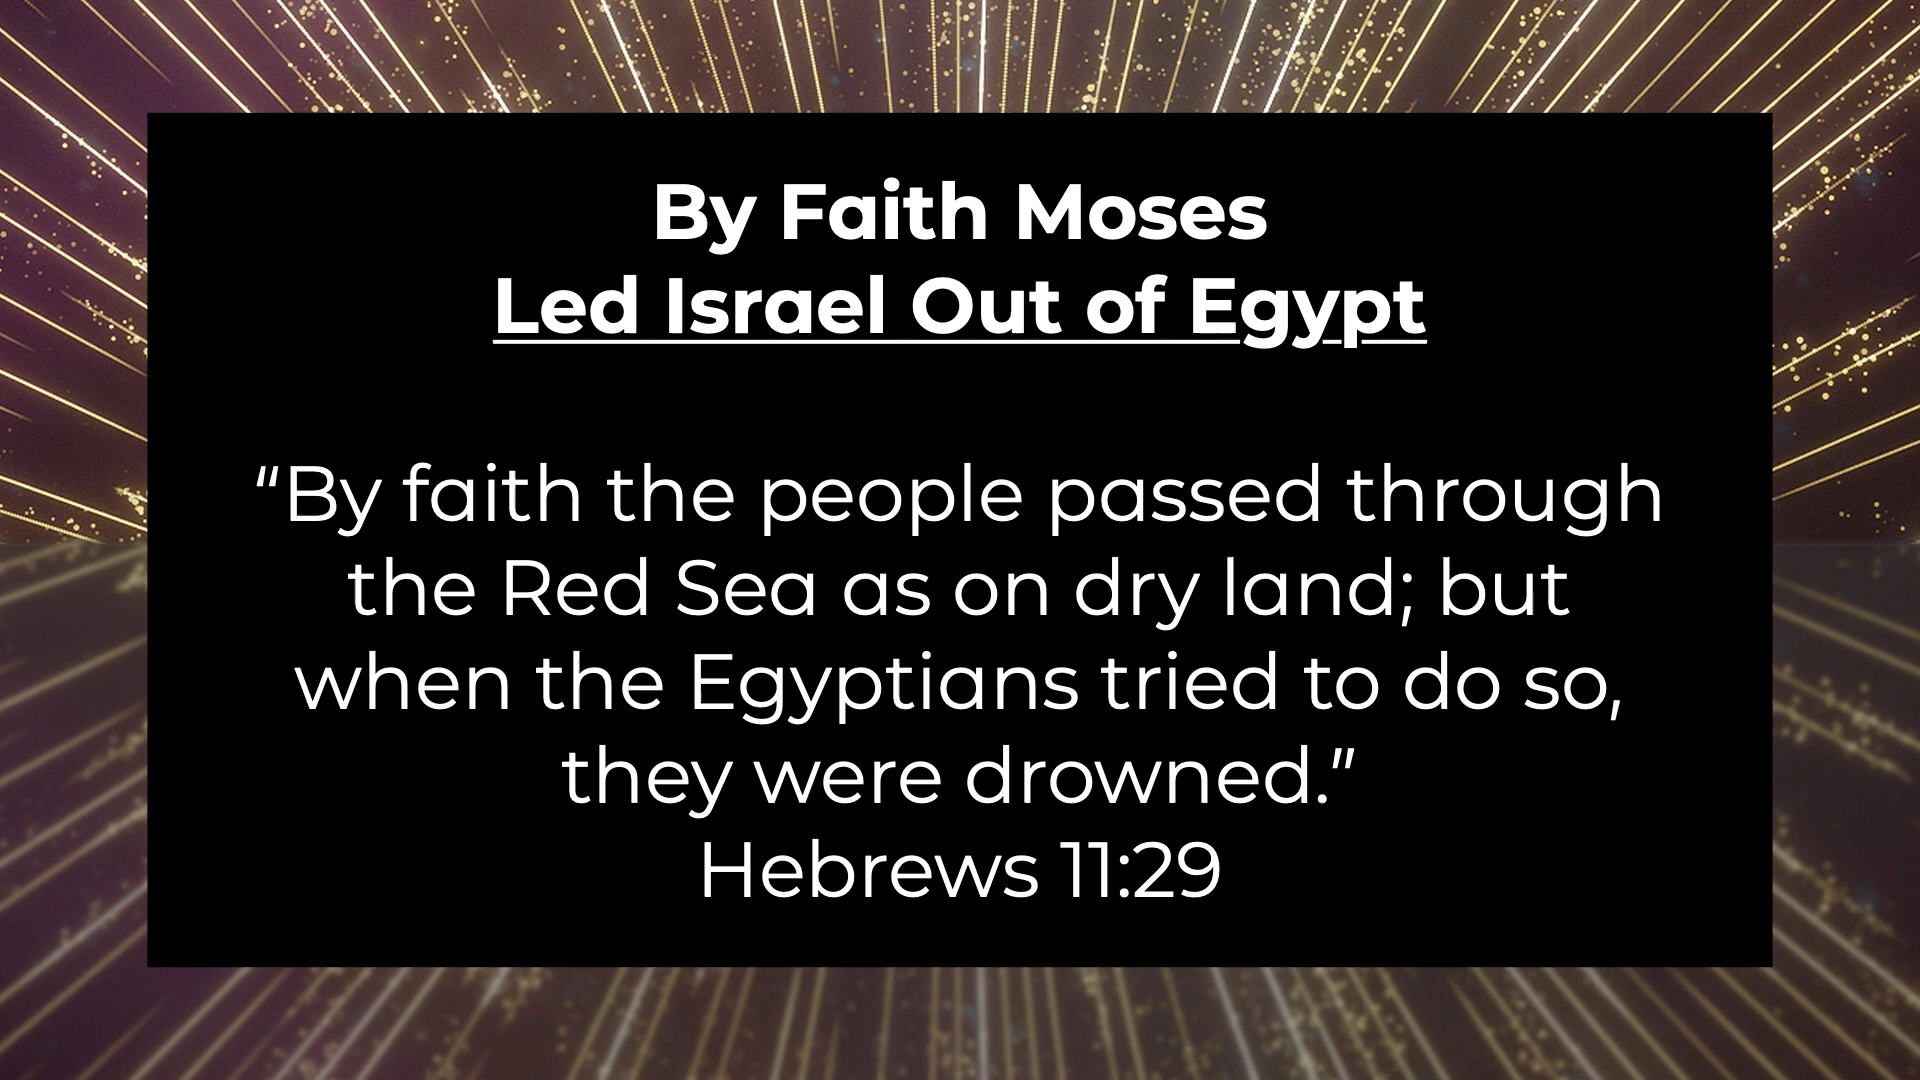 By Faith Moses
Led Israel Out of Egypt
“By faith the people passed through
the Red Sea as on dry land; but
when the Egyptians tried to do so,
they were drowned.”
Hebrews 11:29